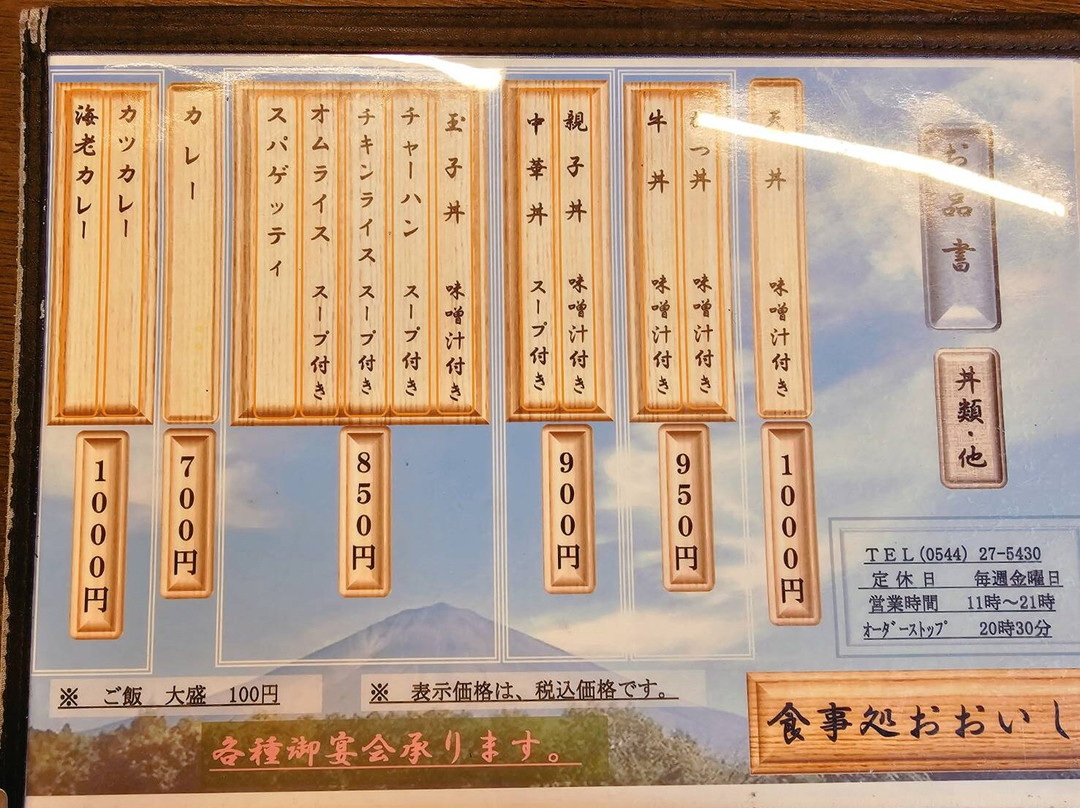 お品書
丼類・他
天丼 味噌汁付き
1000円
かつ丼 味噌汁付き
牛丼 味噌汁付き
950円
親子丼 味噌汁付き
中華丼 スープ付き
900円
玉子丼 味噌汁付き
チャーハン スープ付き
チキンライス スープ付き
オムライス スープ付き
スパゲッティ
850円
カレー
700円
カツカレー
海老カレー
1000円
TEL(0544) 27-5430
定休日 毎週金曜日
営業時間 11時～21時
オーダーストップ 20時30分
※ ご飯 大盛 100円
※ 表示価格は、税込価格です。
各種御宴会承ります。
食事処おおいし